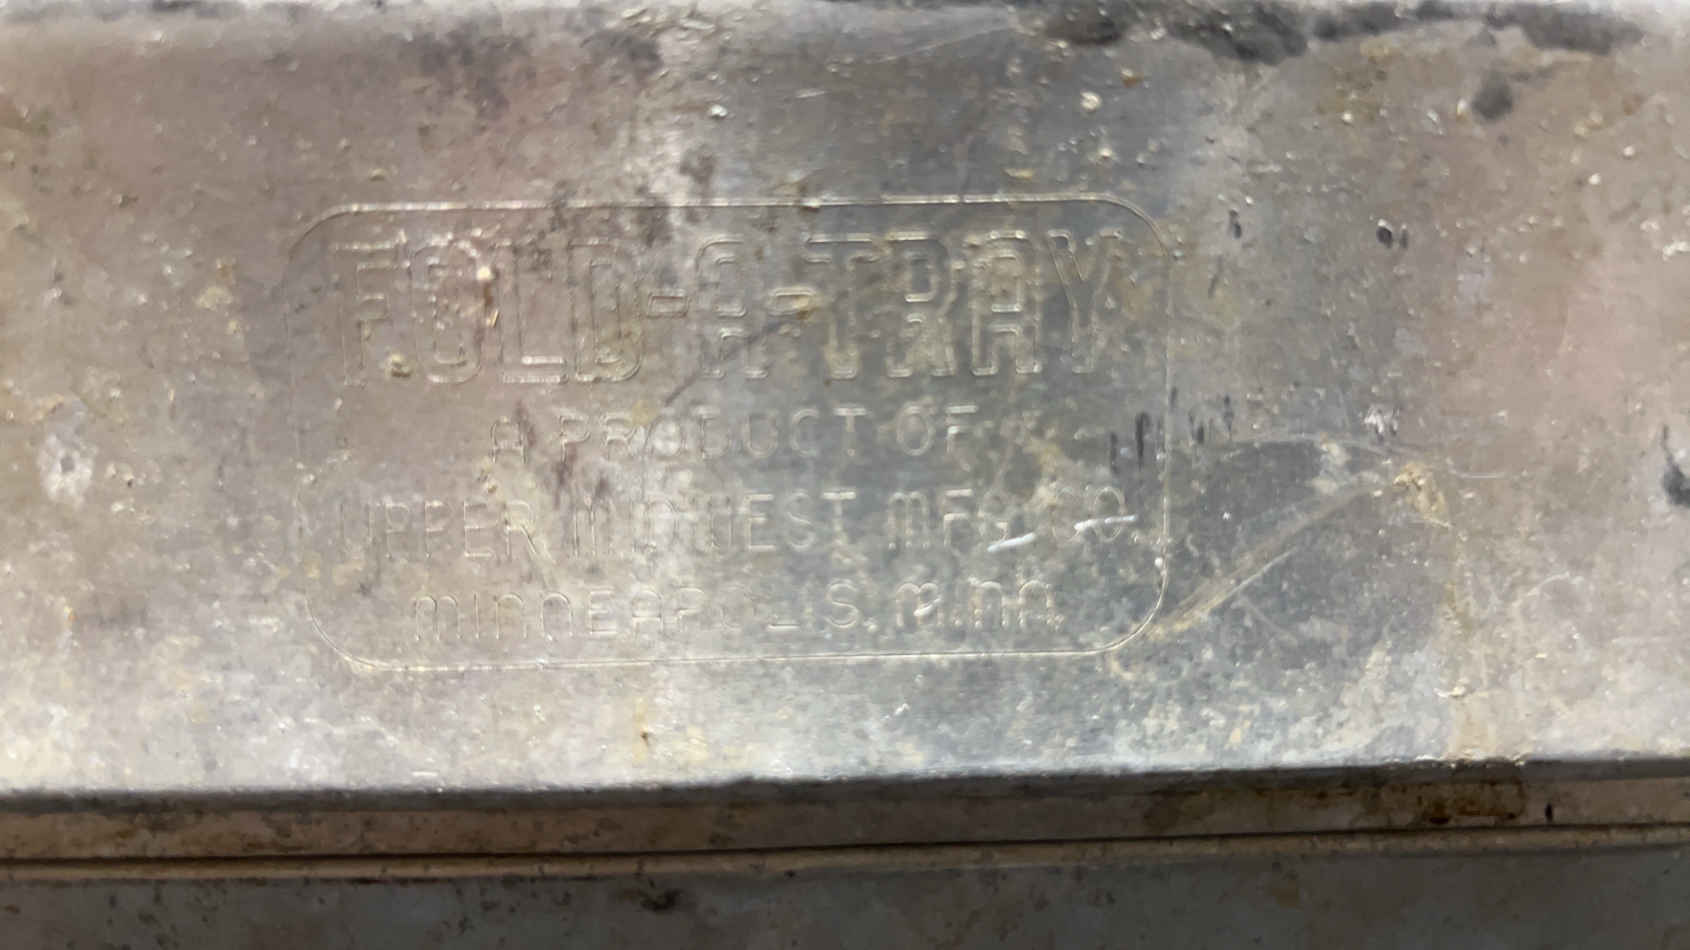 FOLD-A-TRAY
A PRODUCT OF
UPPER MIDWEST MFG. CO.
MINNEAPOLIS, MINN.